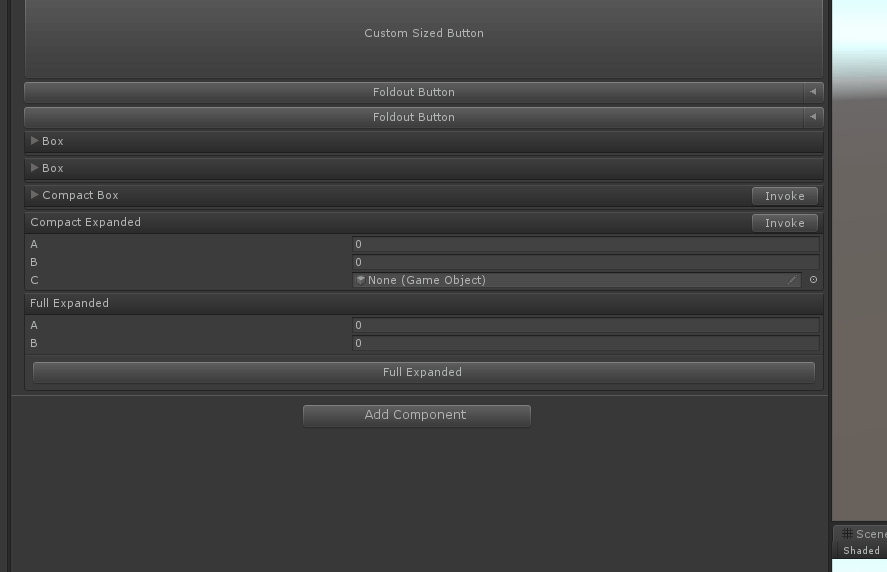 Custom Sized Button
Foldout Button
Foldout Button
Box
Box
Compact Box Invoke
Compact Expanded Invoke
A 0
B 0
C None (Game Object)
Full Expanded
A 0
B 0
Full Expanded
Add Component
Scene
Shaded